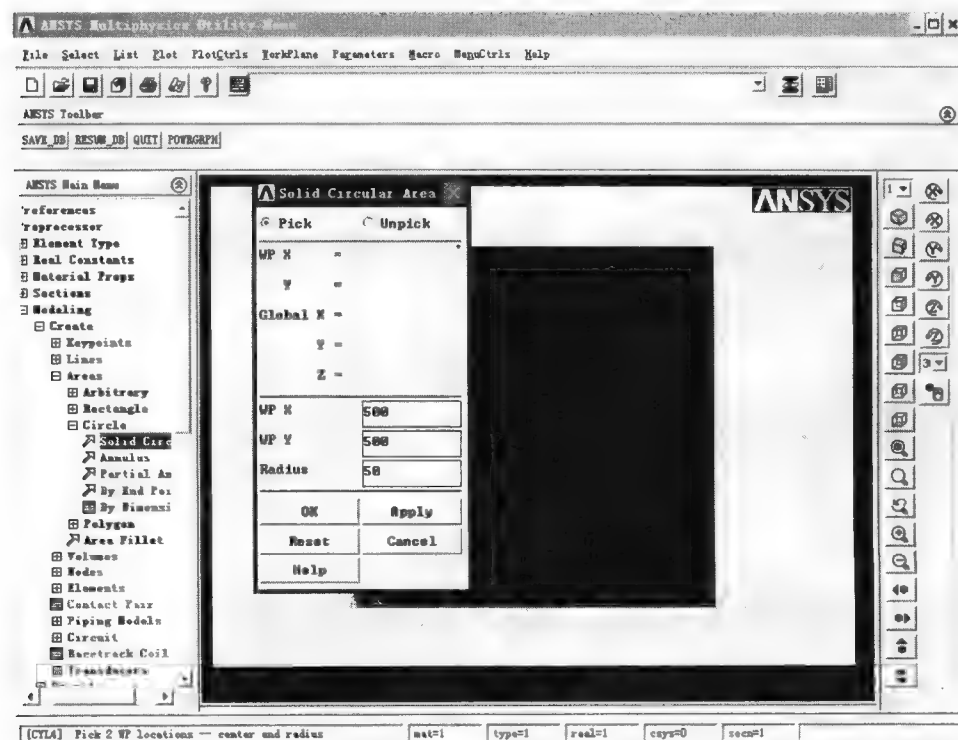 ANSYS Multiphysics Utility Menu
File Select List Plot PlotCtrls WorkPlane Parameters Macro MenuCtrls Help
ANSYS Toolbar
SAVE_DB RESUM_DB QUIT POWRGRPH
ANSYS Main Menu
references
reprocessor
Element Type
Real Constants
Material Props
Sections
Modeling
Create
Keypoints
Lines
Areas
Arbitrary
Rectangle
Circle
Solid Circ
Annulus
Partial An
By End Poi
By Dimensi
Polygon
Area Fillet
Volumes
Nodes
Elements
Contact Pair
Piping Models
Circuit
Racetrack Coil
Transducers
Solid Circular Area
Pick Unpick
WP X =
Y =
Global X =
Y =
Z =
WP X 500
WP Y 500
Radius 50
OK Apply
Reset Cancel
Help
ANSYS
1
3
[CYL4] Pick 2 WP locations — center and radius
mat=1 type=1 real=1 csys=0 secn=1